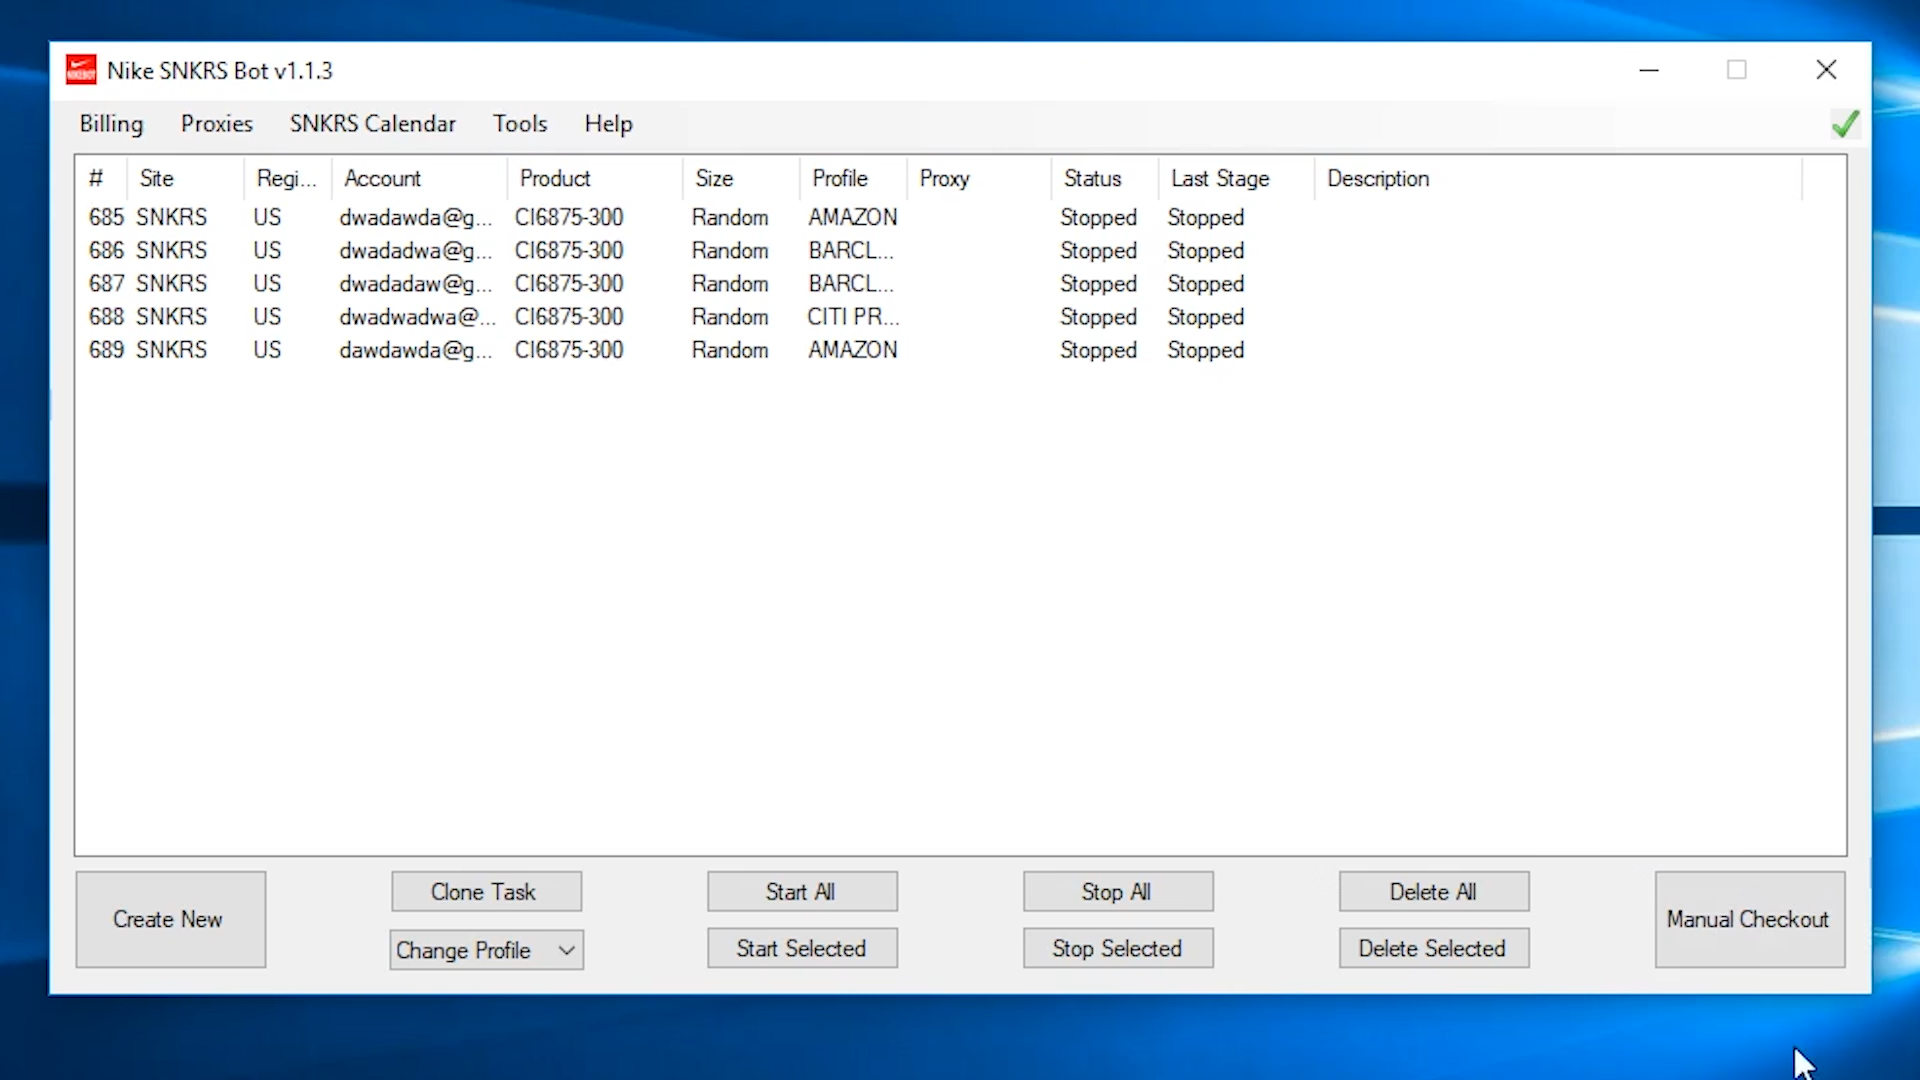 Nike SNKRS Bot v1.1.3
Billing Proxies SNKRS Calendar Tools Help
# Site Regi... Account Product Size Profile Proxy Status Last Stage Description
685 SNKRS US dwadawda@g... CI6875-300 Random AMAZON Stopped Stopped
686 SNKRS US dwadadwa@g... CI6875-300 Random BARCL... Stopped Stopped
687 SNKRS US dwadadaw@g... CI6875-300 Random BARCL... Stopped Stopped
688 SNKRS US dwadwadwa@... CI6875-300 Random CITI PR... Stopped Stopped
689 SNKRS US dawdawda@g... CI6875-300 Random AMAZON Stopped Stopped
Create New
Clone Task
Change Profile
Start All
Start Selected
Stop All
Stop Selected
Delete All
Delete Selected
Manual Checkout